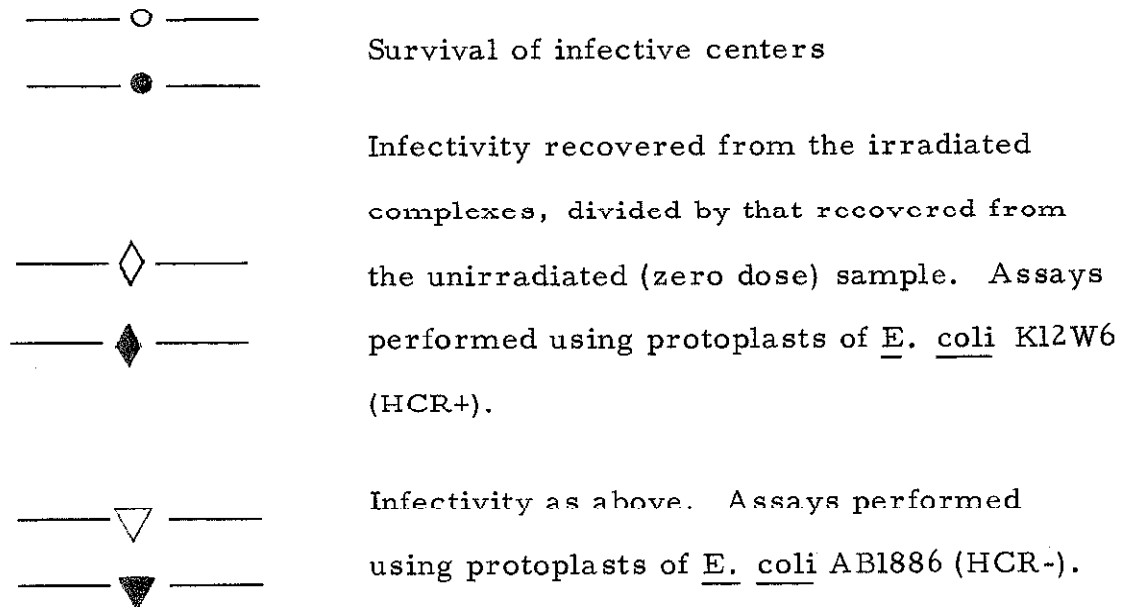 Survival of infective centers
Infectivity recovered from the irradiated
complexes, divided by that recovered from
the unirradiated (zero dose) sample. Assays
performed using protoplasts of E. coli K12W6
(HCR+).
Infectivity as above. Assays performed
using protoplasts of E. coli AB1886 (HCR-).